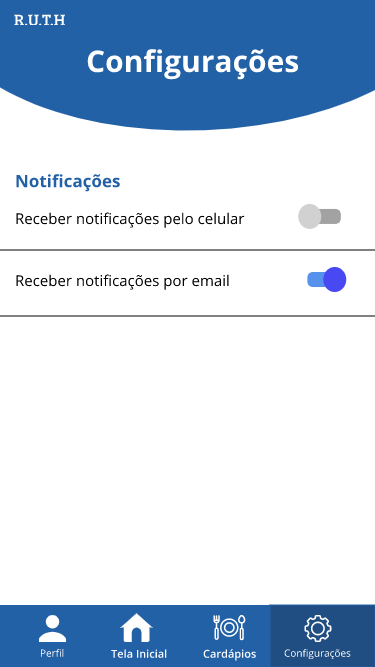 R.U.T.H
Configurações
Notificações
Receber notificações pelo celular
Receber notificações por email
Perfil
Tela Inicial
Cardápios
Configurações